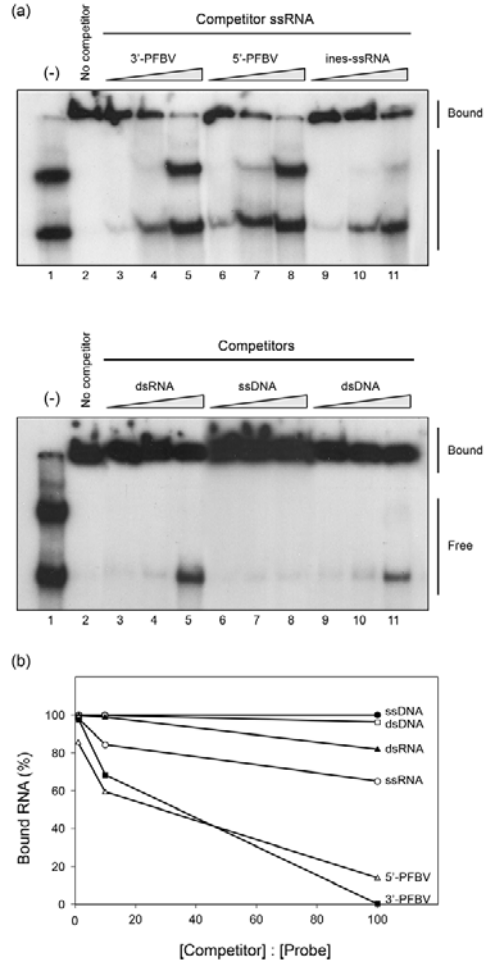 (a)
Competitor ssRNA
No competitor
3'-PFBV 5'-PFBV ines-ssRNA
(-)
Bound
1 2 3 4 5 6 7 8 9 10 11
Competitors
No competitor
dsRNA ssDNA dsDNA
(-)
Bound
Free
1 2 3 4 5 6 7 8 9 10 11
(b)
Bound RNA (%)
100
80
60
40
20
0
ssDNA
dsDNA
dsRNA
ssRNA
5'-PFBV
3'-PFBV
0 20 40 60 80 100
[Competitor] : [Probe]